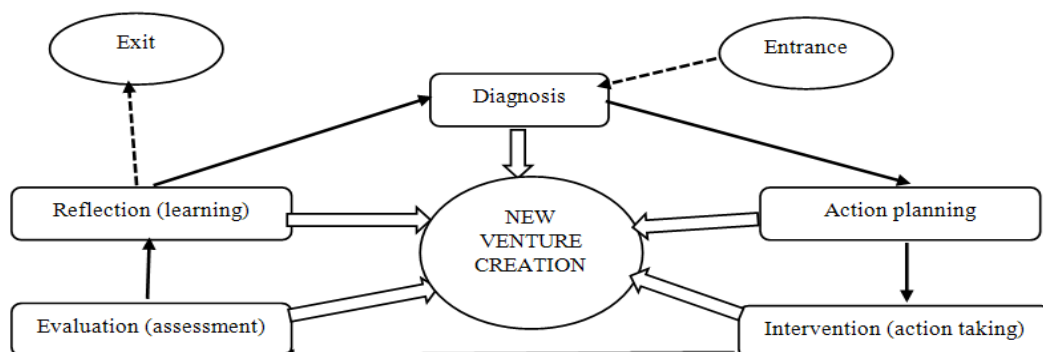 Exit
Entrance
Diagnosis
Reflection (learning)
NEW
VENTURE
CREATION
Action planning
Evaluation (assessment)
Intervention (action taking)